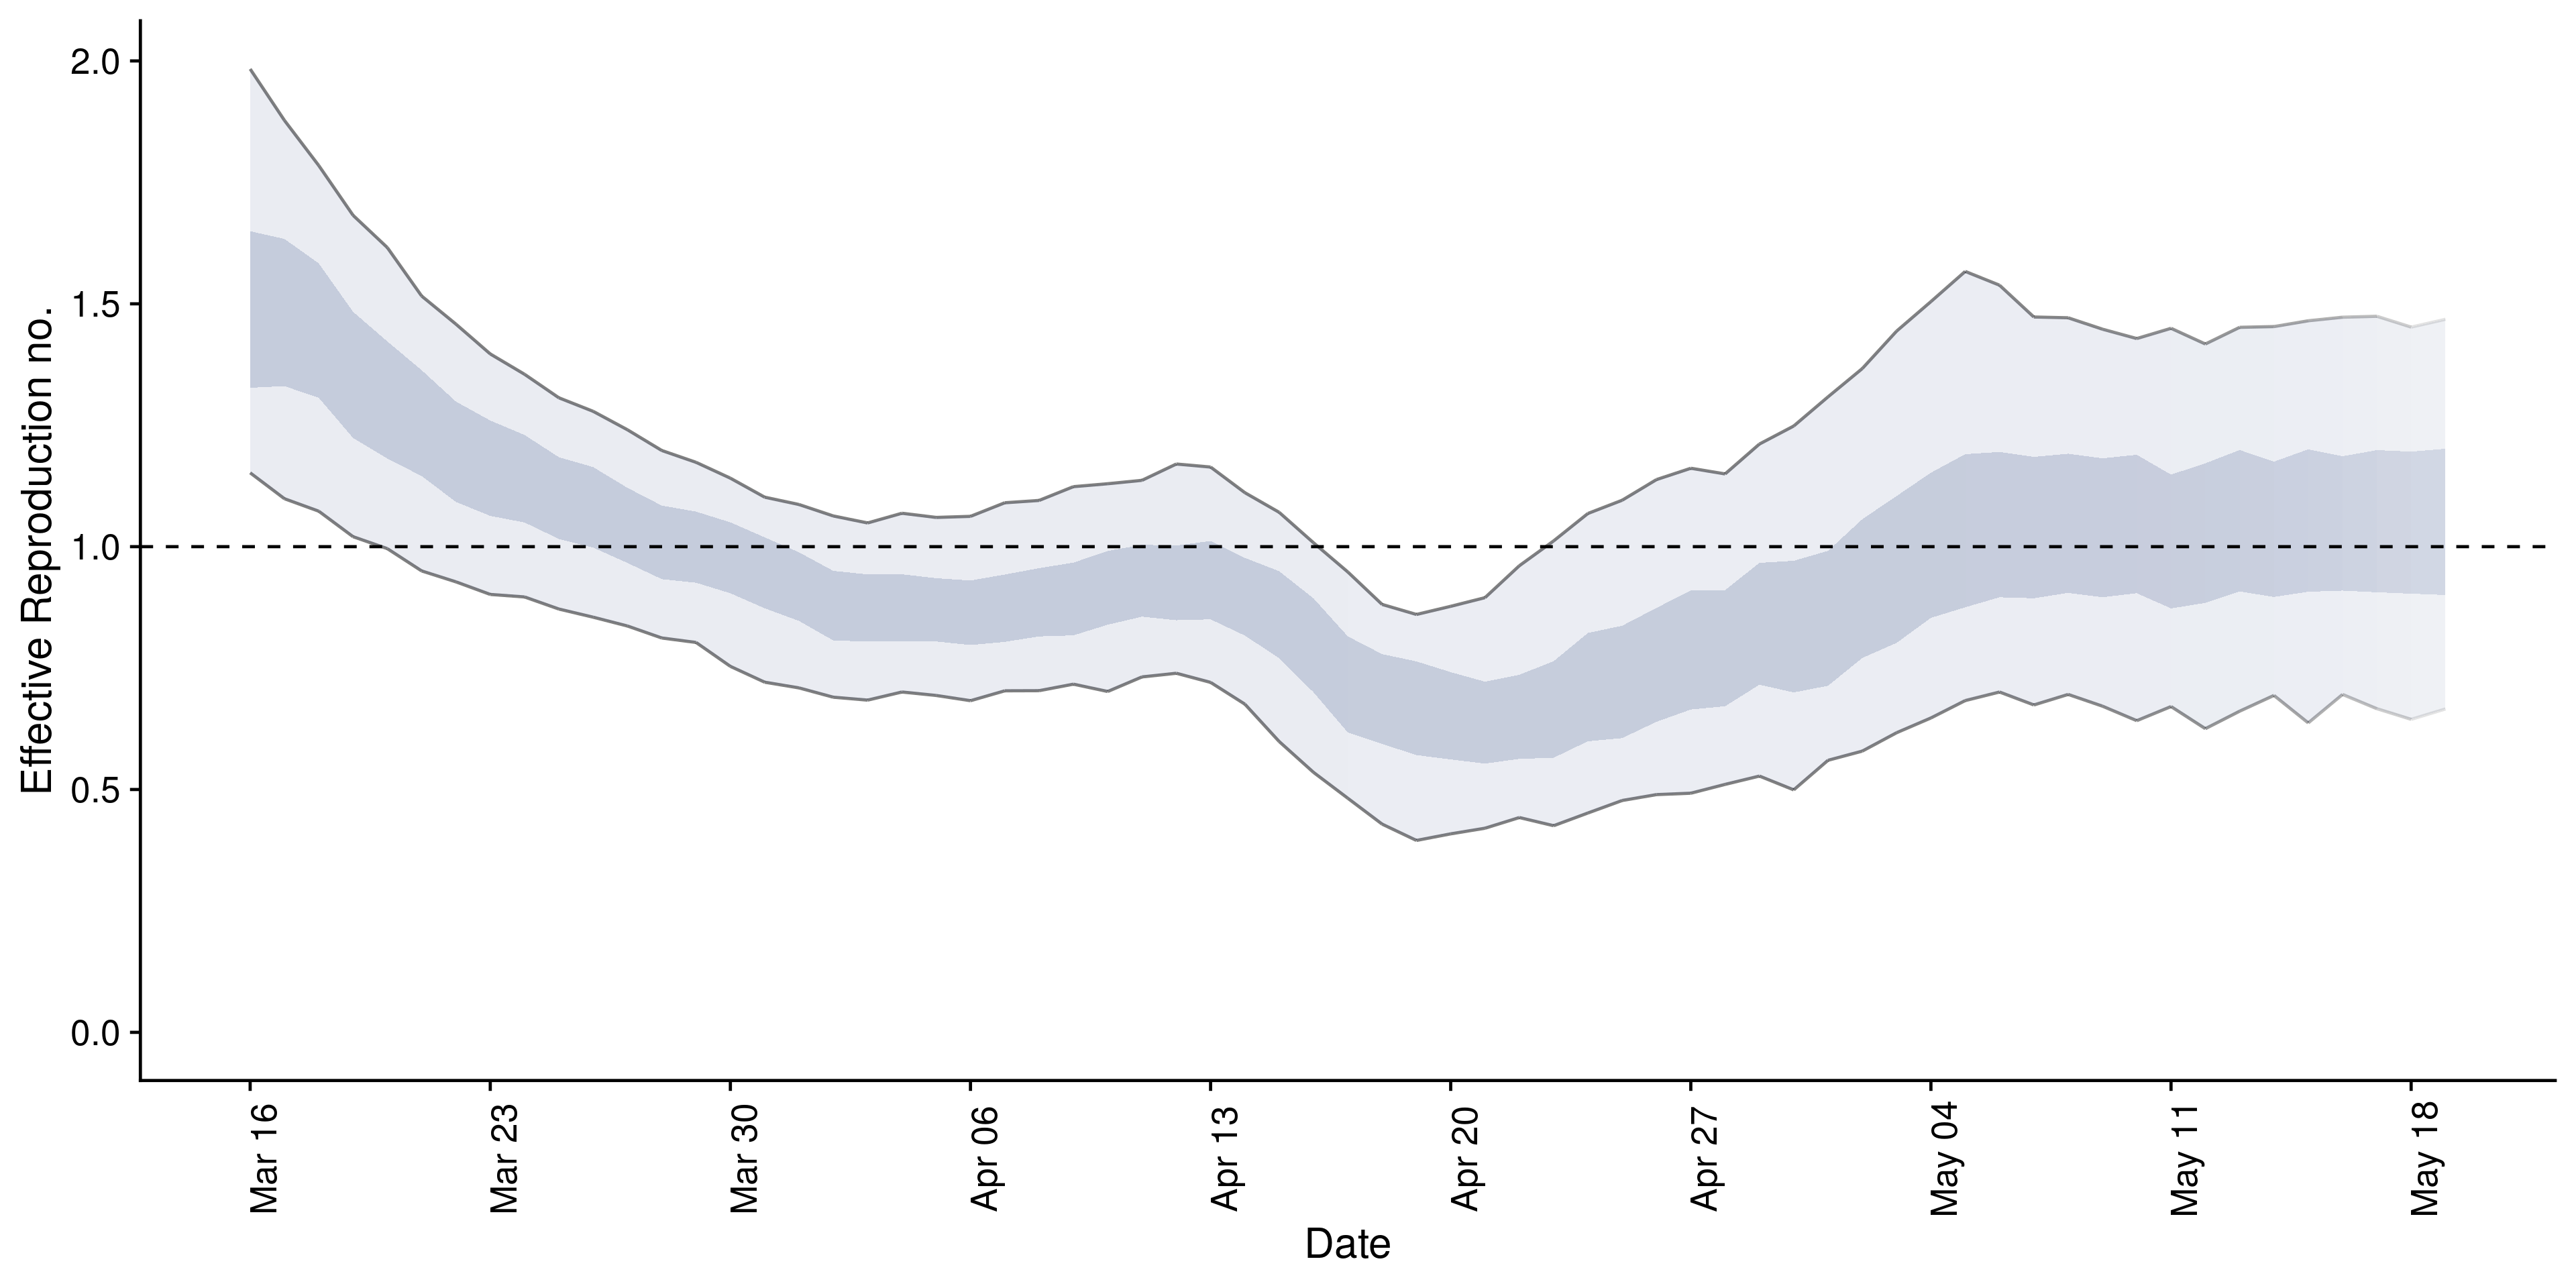 Effective Reproduction no.
2.0
1.5
1.0
0.5
0.0
Mar 16
Mar 23
Mar 30
Apr 06
Apr 13
Apr 20
Apr 27
May 04
May 11
May 18
Date